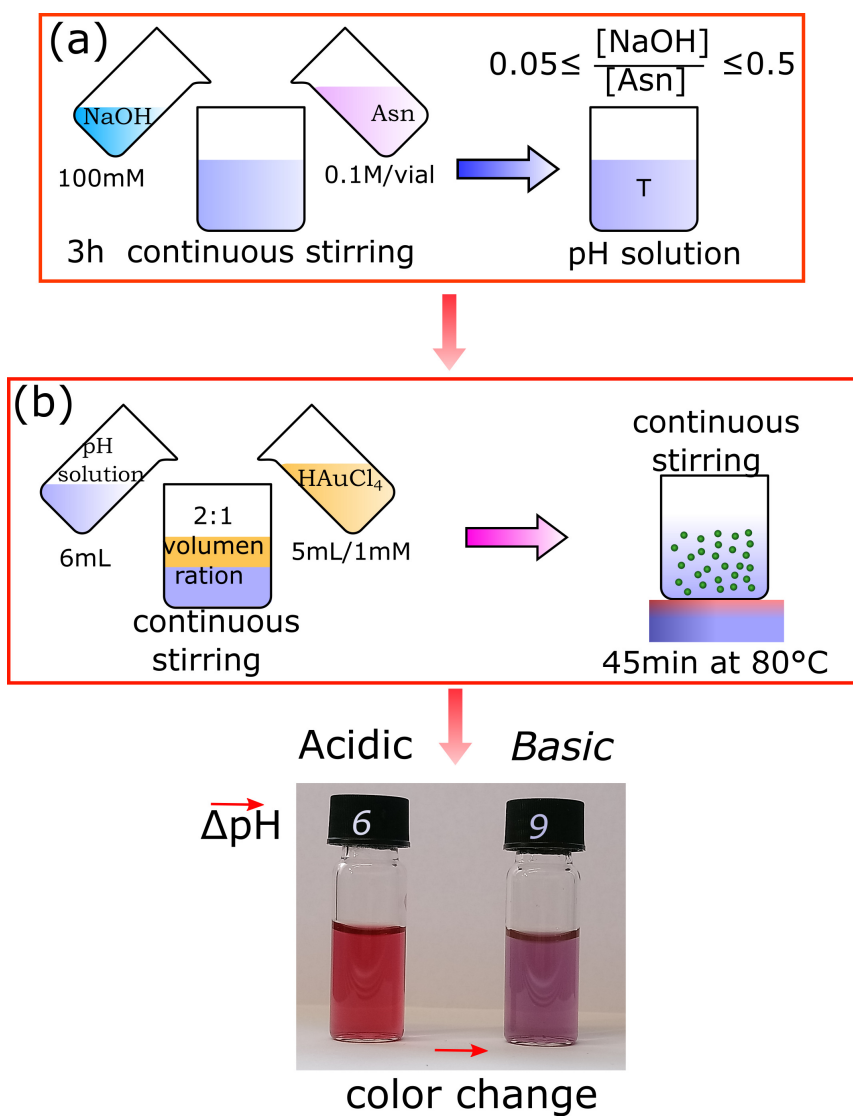 (a)
NaOH
100mM
Asn
0.1M/vial
3h continuous stirring
0.05≤ [NaOH]/[Asn] ≤0.5
T
pH solution
(b)
pH
solution
6mL
HAuCl₄
5mL/1mM
2:1
volumen
ration
continuous
stirring
continuous
stirring
45min at 80°C
Acidic
Basic
ΔpH
6
9
color change